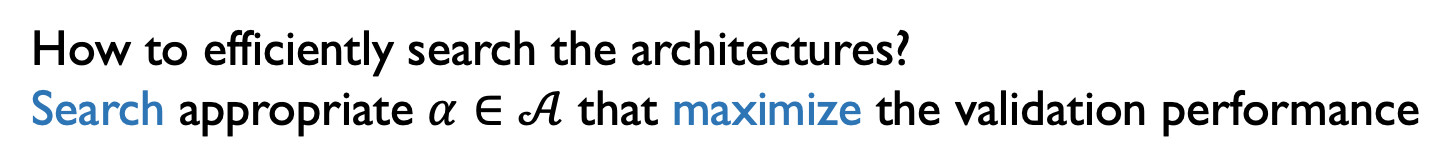 How to efficiently search the architectures?
Search appropriate 𝛼 ∈ 𝒜 that maximize the validation performance